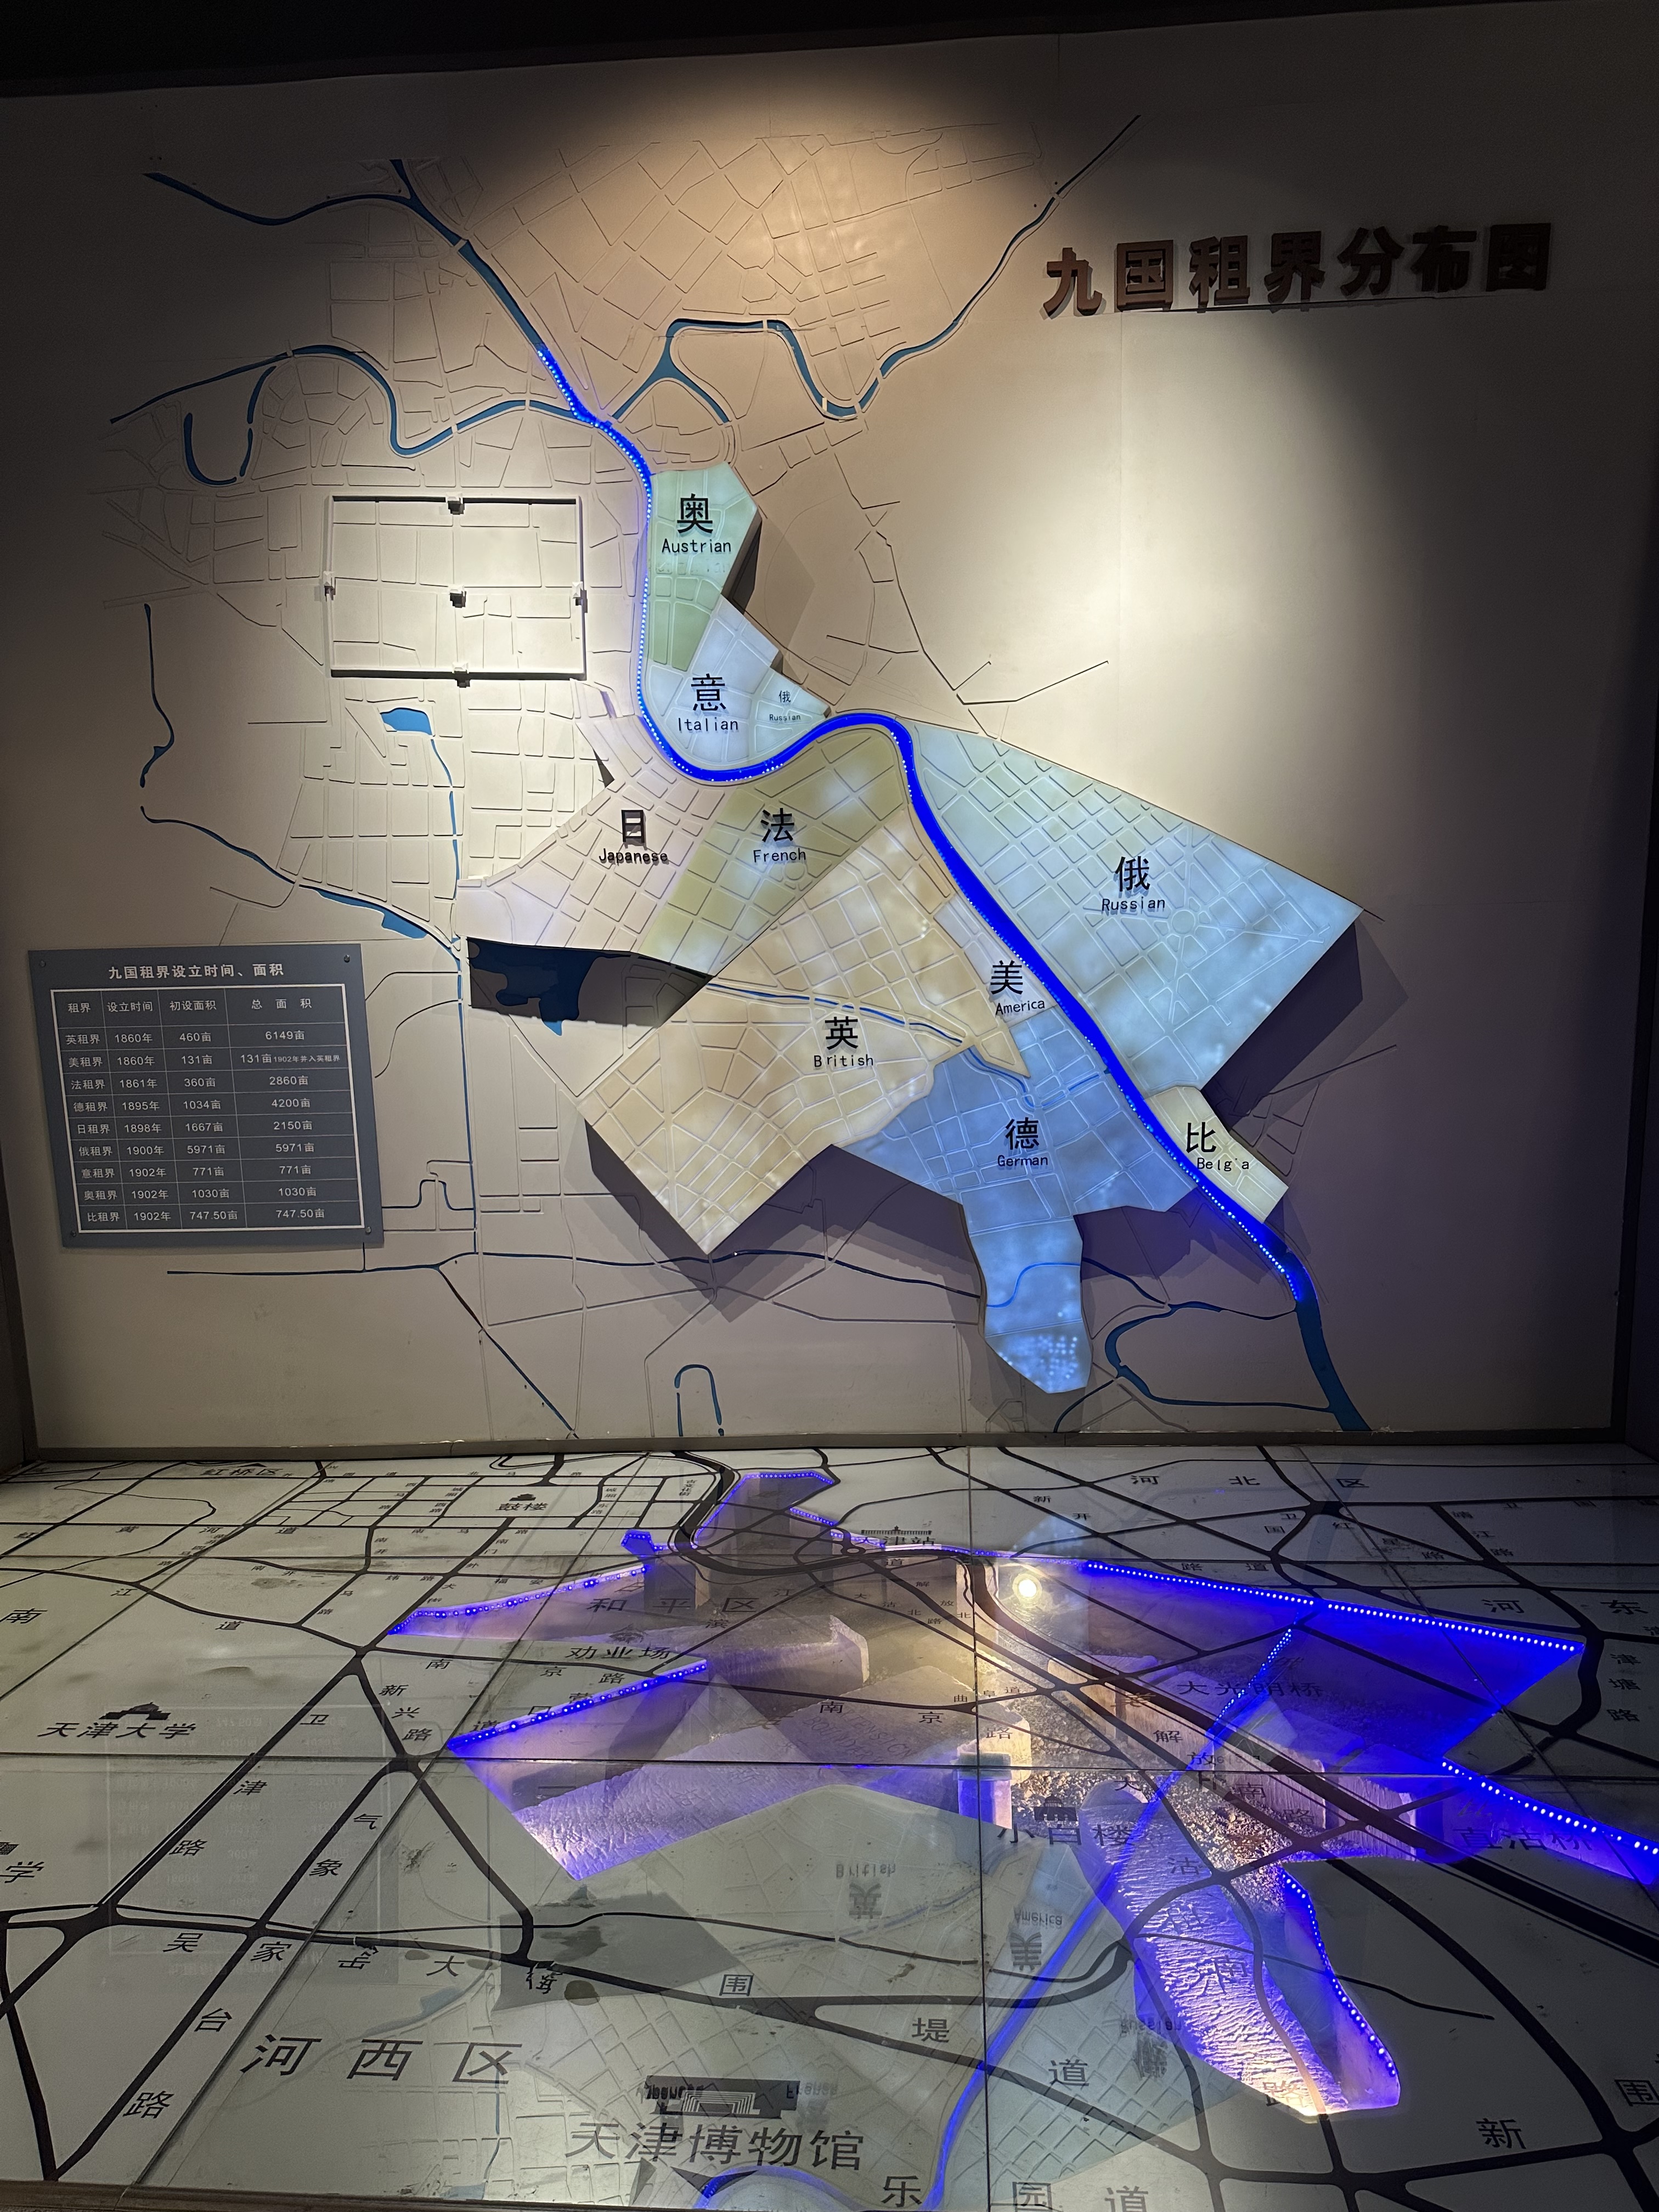 九国租界分布图
奥
Austrian
意
Italian
俄
Russian
日
Japanese
法
French
俄
Russian
美
America
英
British
德
German
比
Belg a
九国租界设立时间、面积
租界 设立时间 初设面积 总 面 积
英租界 1860年 460亩 6149亩
美租界 1860年 131亩 131亩1902年并入英租界
法租界 1861年 360亩 2860亩
德租界 1895年 1034亩 4200亩
日租界 1898年 1667亩 2150亩
俄租界 1900年 5971亩 5971亩
意租界 1902年 771亩 771亩
奥租界 1902年 1030亩 1030亩
比租界 1902年 747.50亩 747.50亩
红桥区
河北区
鼓楼
天津站
和平区
河东
劝业场
南京路
新兴路
卫津路
天津大学
大光明桥
津塘路
南京路
曲阜道
解放南路
小白楼
直沽桥
气象台路
吴家窑大
围堤道
河西区
天津博物馆
乐园道
新
围